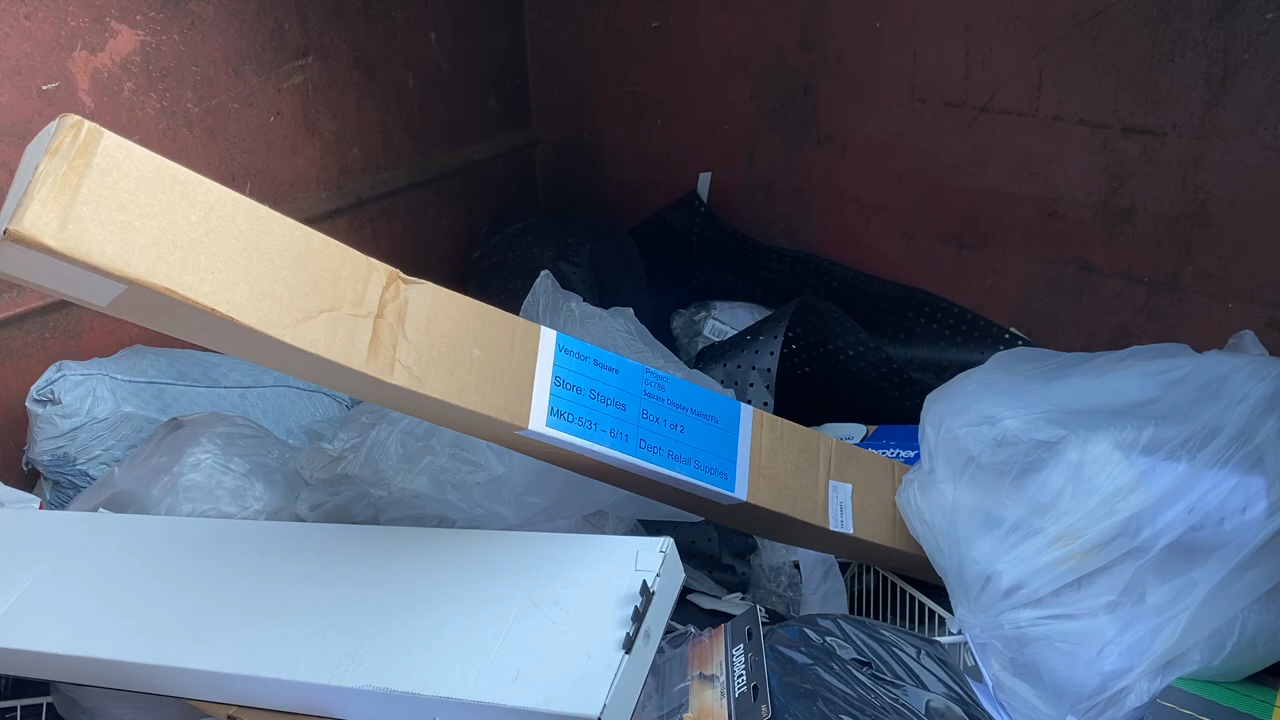 Vendor: Square
Project:
64786
Square Display Maint/Fix
Store: Staples
Box 1 of 2
MKD:5/31 – 6/11
Dept: Retail Supplies
brother
DURACELL